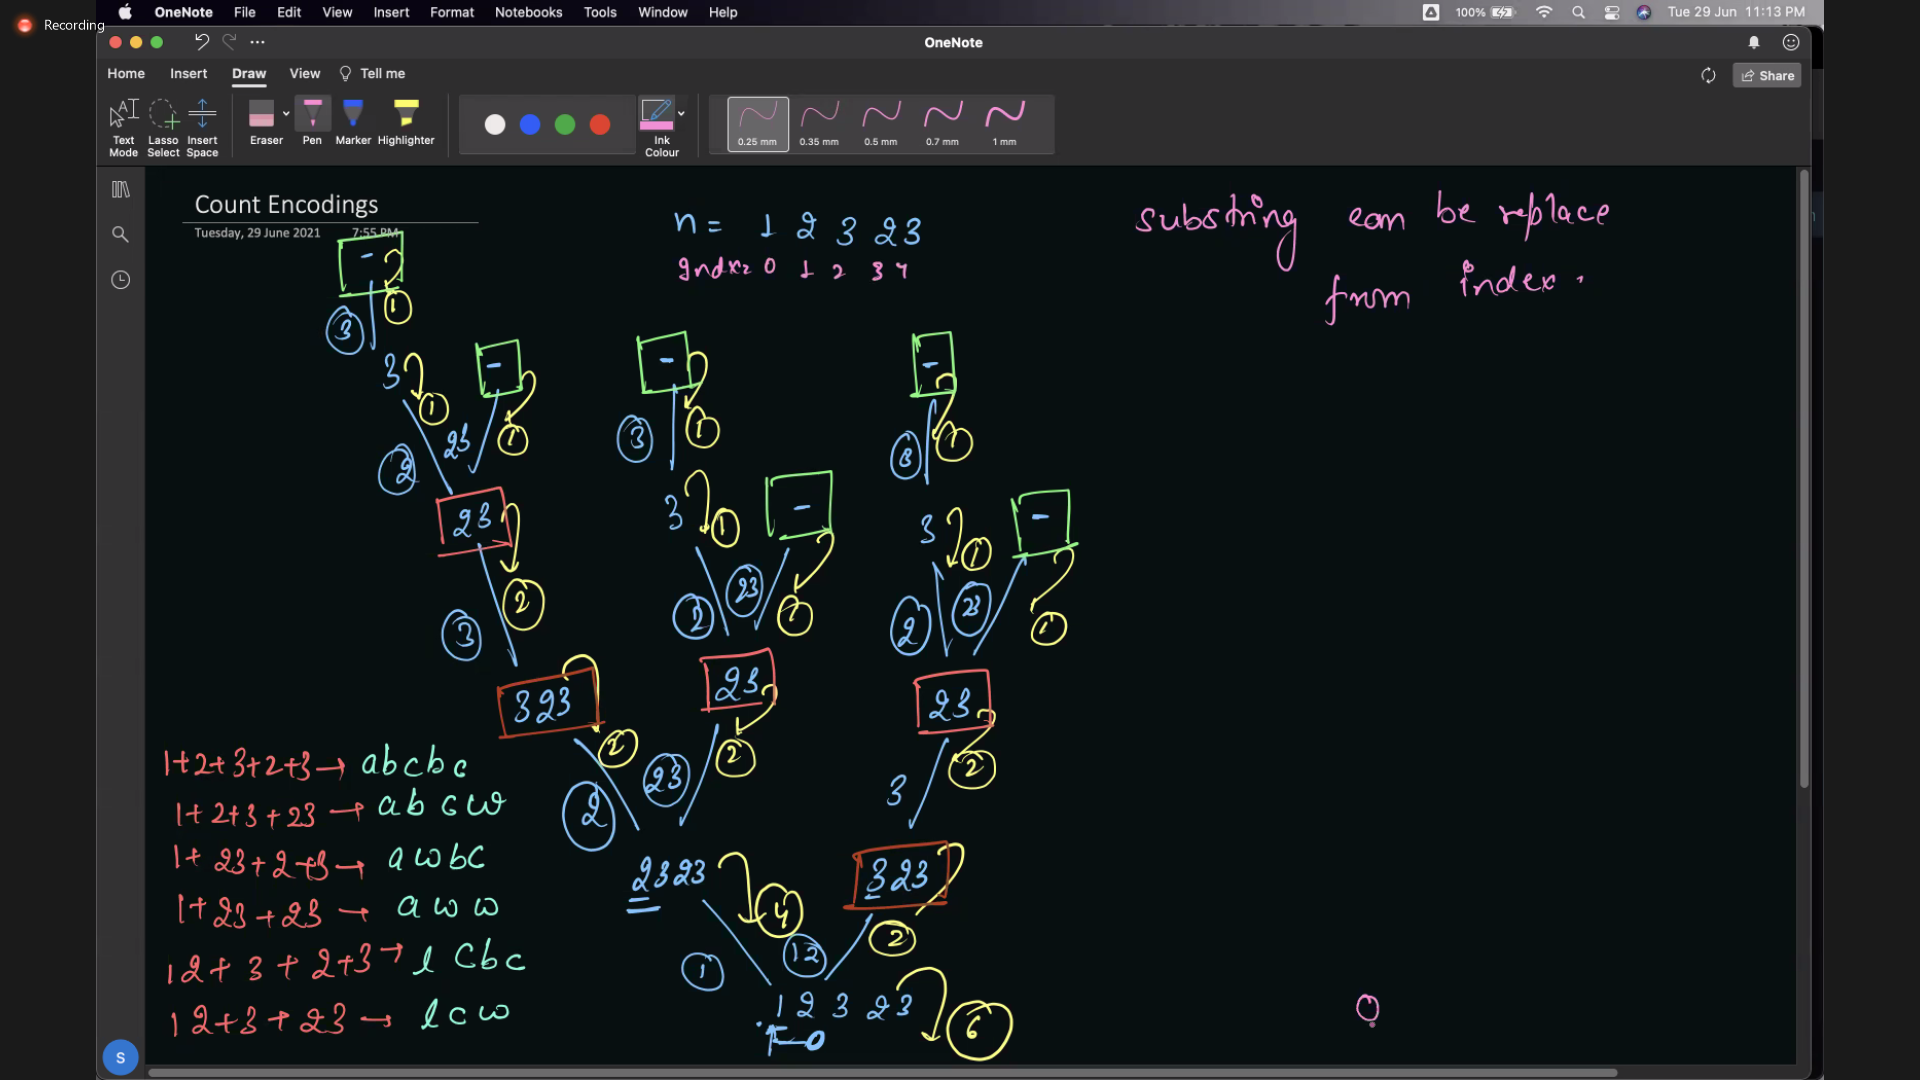 Recording
OneNote File Edit View Insert Format Notebooks Tools Window Help
100% Tue 29 Jun 11:13 PM
OneNote
Home Insert Draw View Tell me
Share
Text Mode
Lasso Select
Insert Space
Eraser
Pen
Marker
Highlighter
Ink Colour
0.25 mm
0.35 mm
0.5 mm
0.7 mm
1 mm
Count Encodings
Tuesday, 29 June 2021 7:55 PM
n = 1 2 3 2 3
Index= 0 1 2 3 4
substring can be replace
from index.
-
1
3
3
1
-
1
2
23
23
2
3
323
2
2
-
1
3
3
1
-
1
2
23
23
2
23
-
1
3
3
1
-
1
2
23
23
2
3
2323
4
323
2
1
12
1 2 3 2 3
6
0
1+2+3+2+3 → abcbc
1+2+3+23 → abcw
1+23+2+3 → awbc
1+23+23 → aww
12+3+2+3 → lcbc
12+3+23 → lcw
0
S